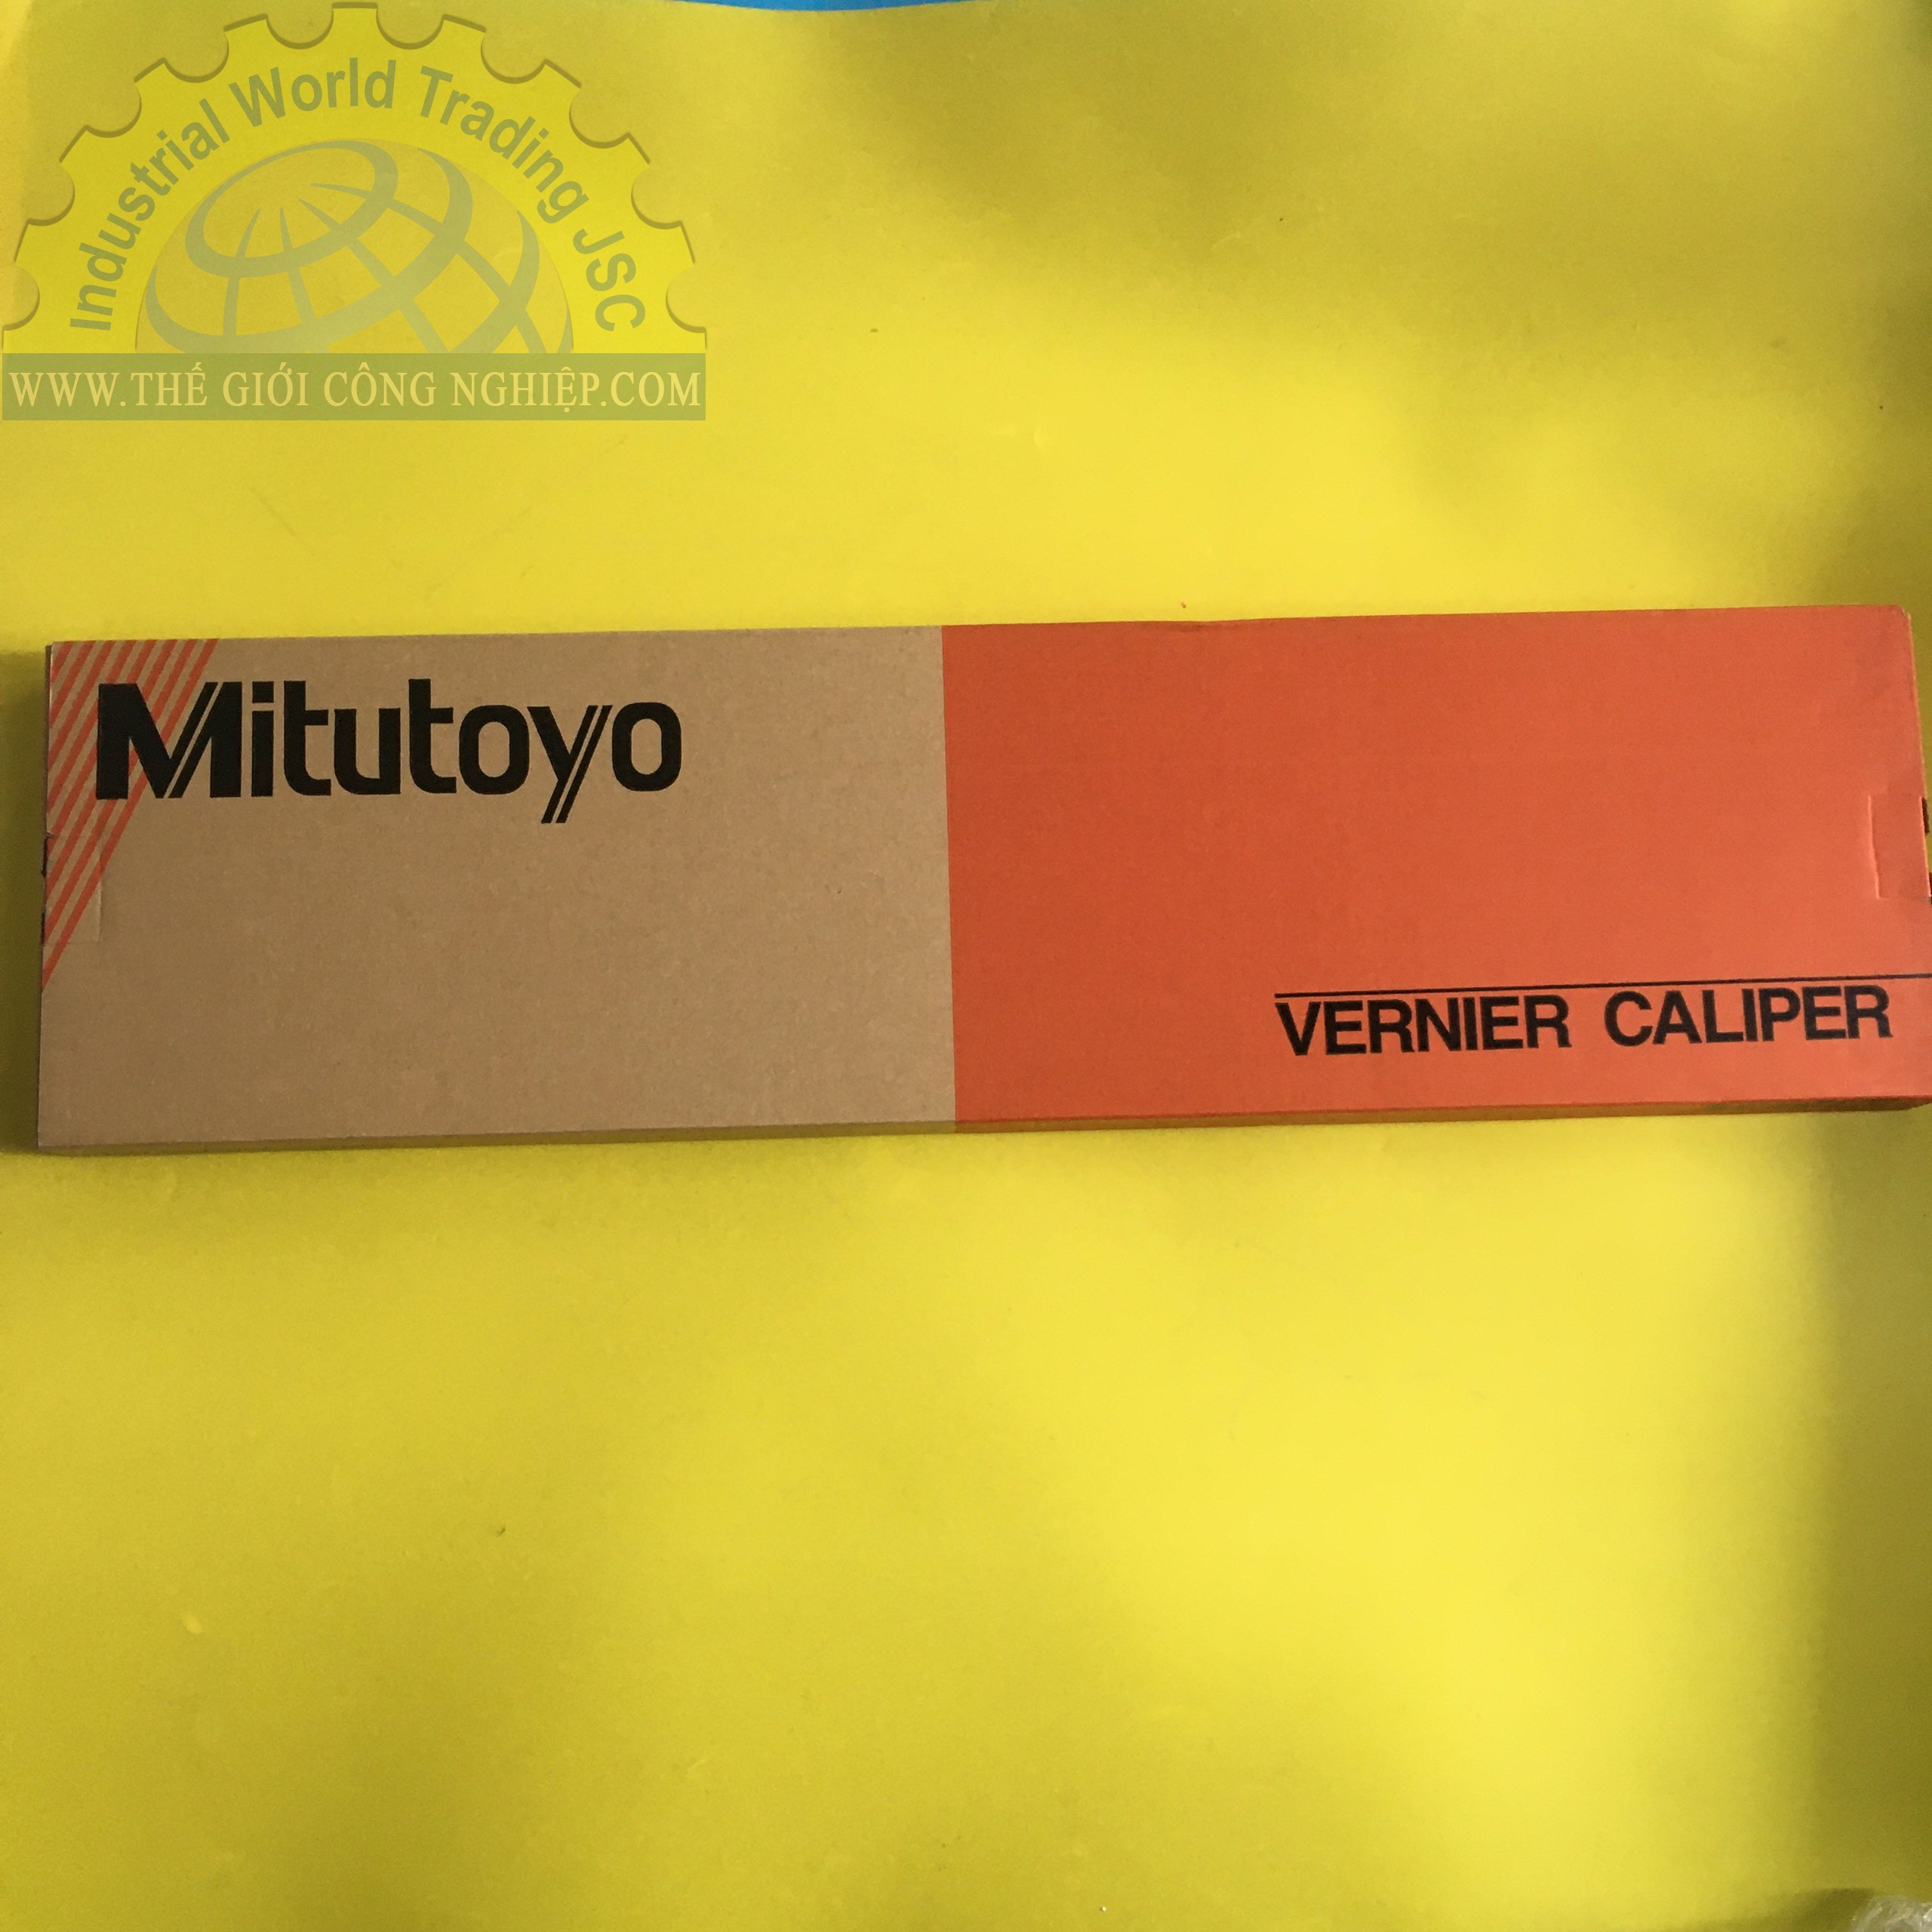 Industrial World Trading JSC
WWW.THẾ GIỚI CÔNG NGHIỆP.COM
Mitutoyo
VERNIER CALIPER